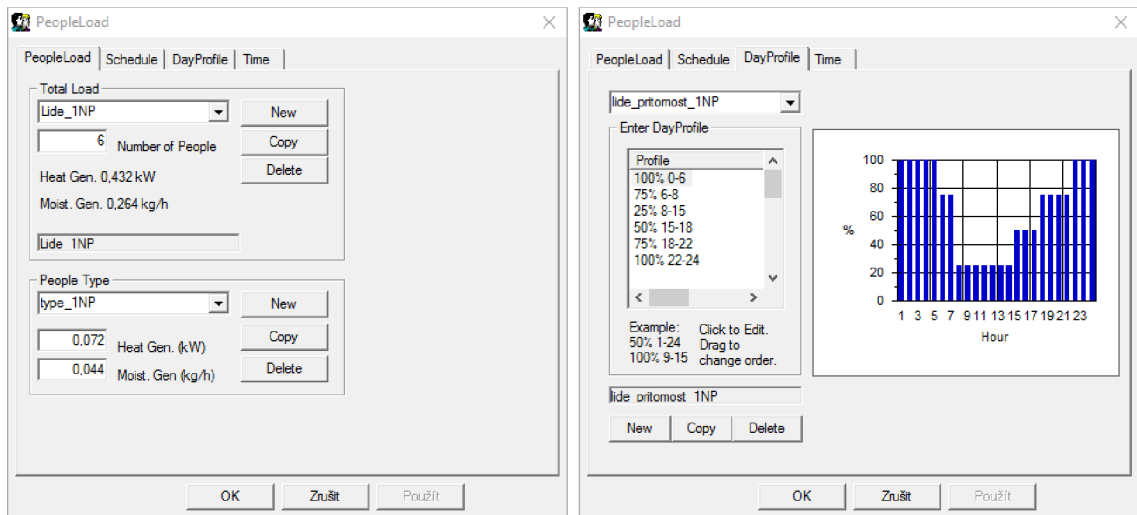 PeopleLoad
PeopleLoad Schedule DayProfile Time
Total Load
Lide_1NP
New
6 Number of People
Copy
Delete
Heat Gen. 0,432 kW
Moist. Gen. 0,264 kg/h
Lide_1NP
People Type
type_1NP
New
0,072 Heat Gen. (kW)
Copy
0,044 Moist. Gen (kg/h)
Delete
OK Zrušit Použít
PeopleLoad
PeopleLoad Schedule DayProfile Time
lide_pritomost_1NP
Enter DayProfile
Profile
100% 0-6
75% 6-8
25% 8-15
50% 15-18
75% 18-22
100% 22-24
Example: Click to Edit.
50% 1-24 Drag to
100% 9-15 change order.
lide_pritomost_1NP
New Copy Delete
100
80
60
%
40
20
0
1 3 5 7 9 11 13 15 17 19 21 23
Hour
OK Zrušit Použít